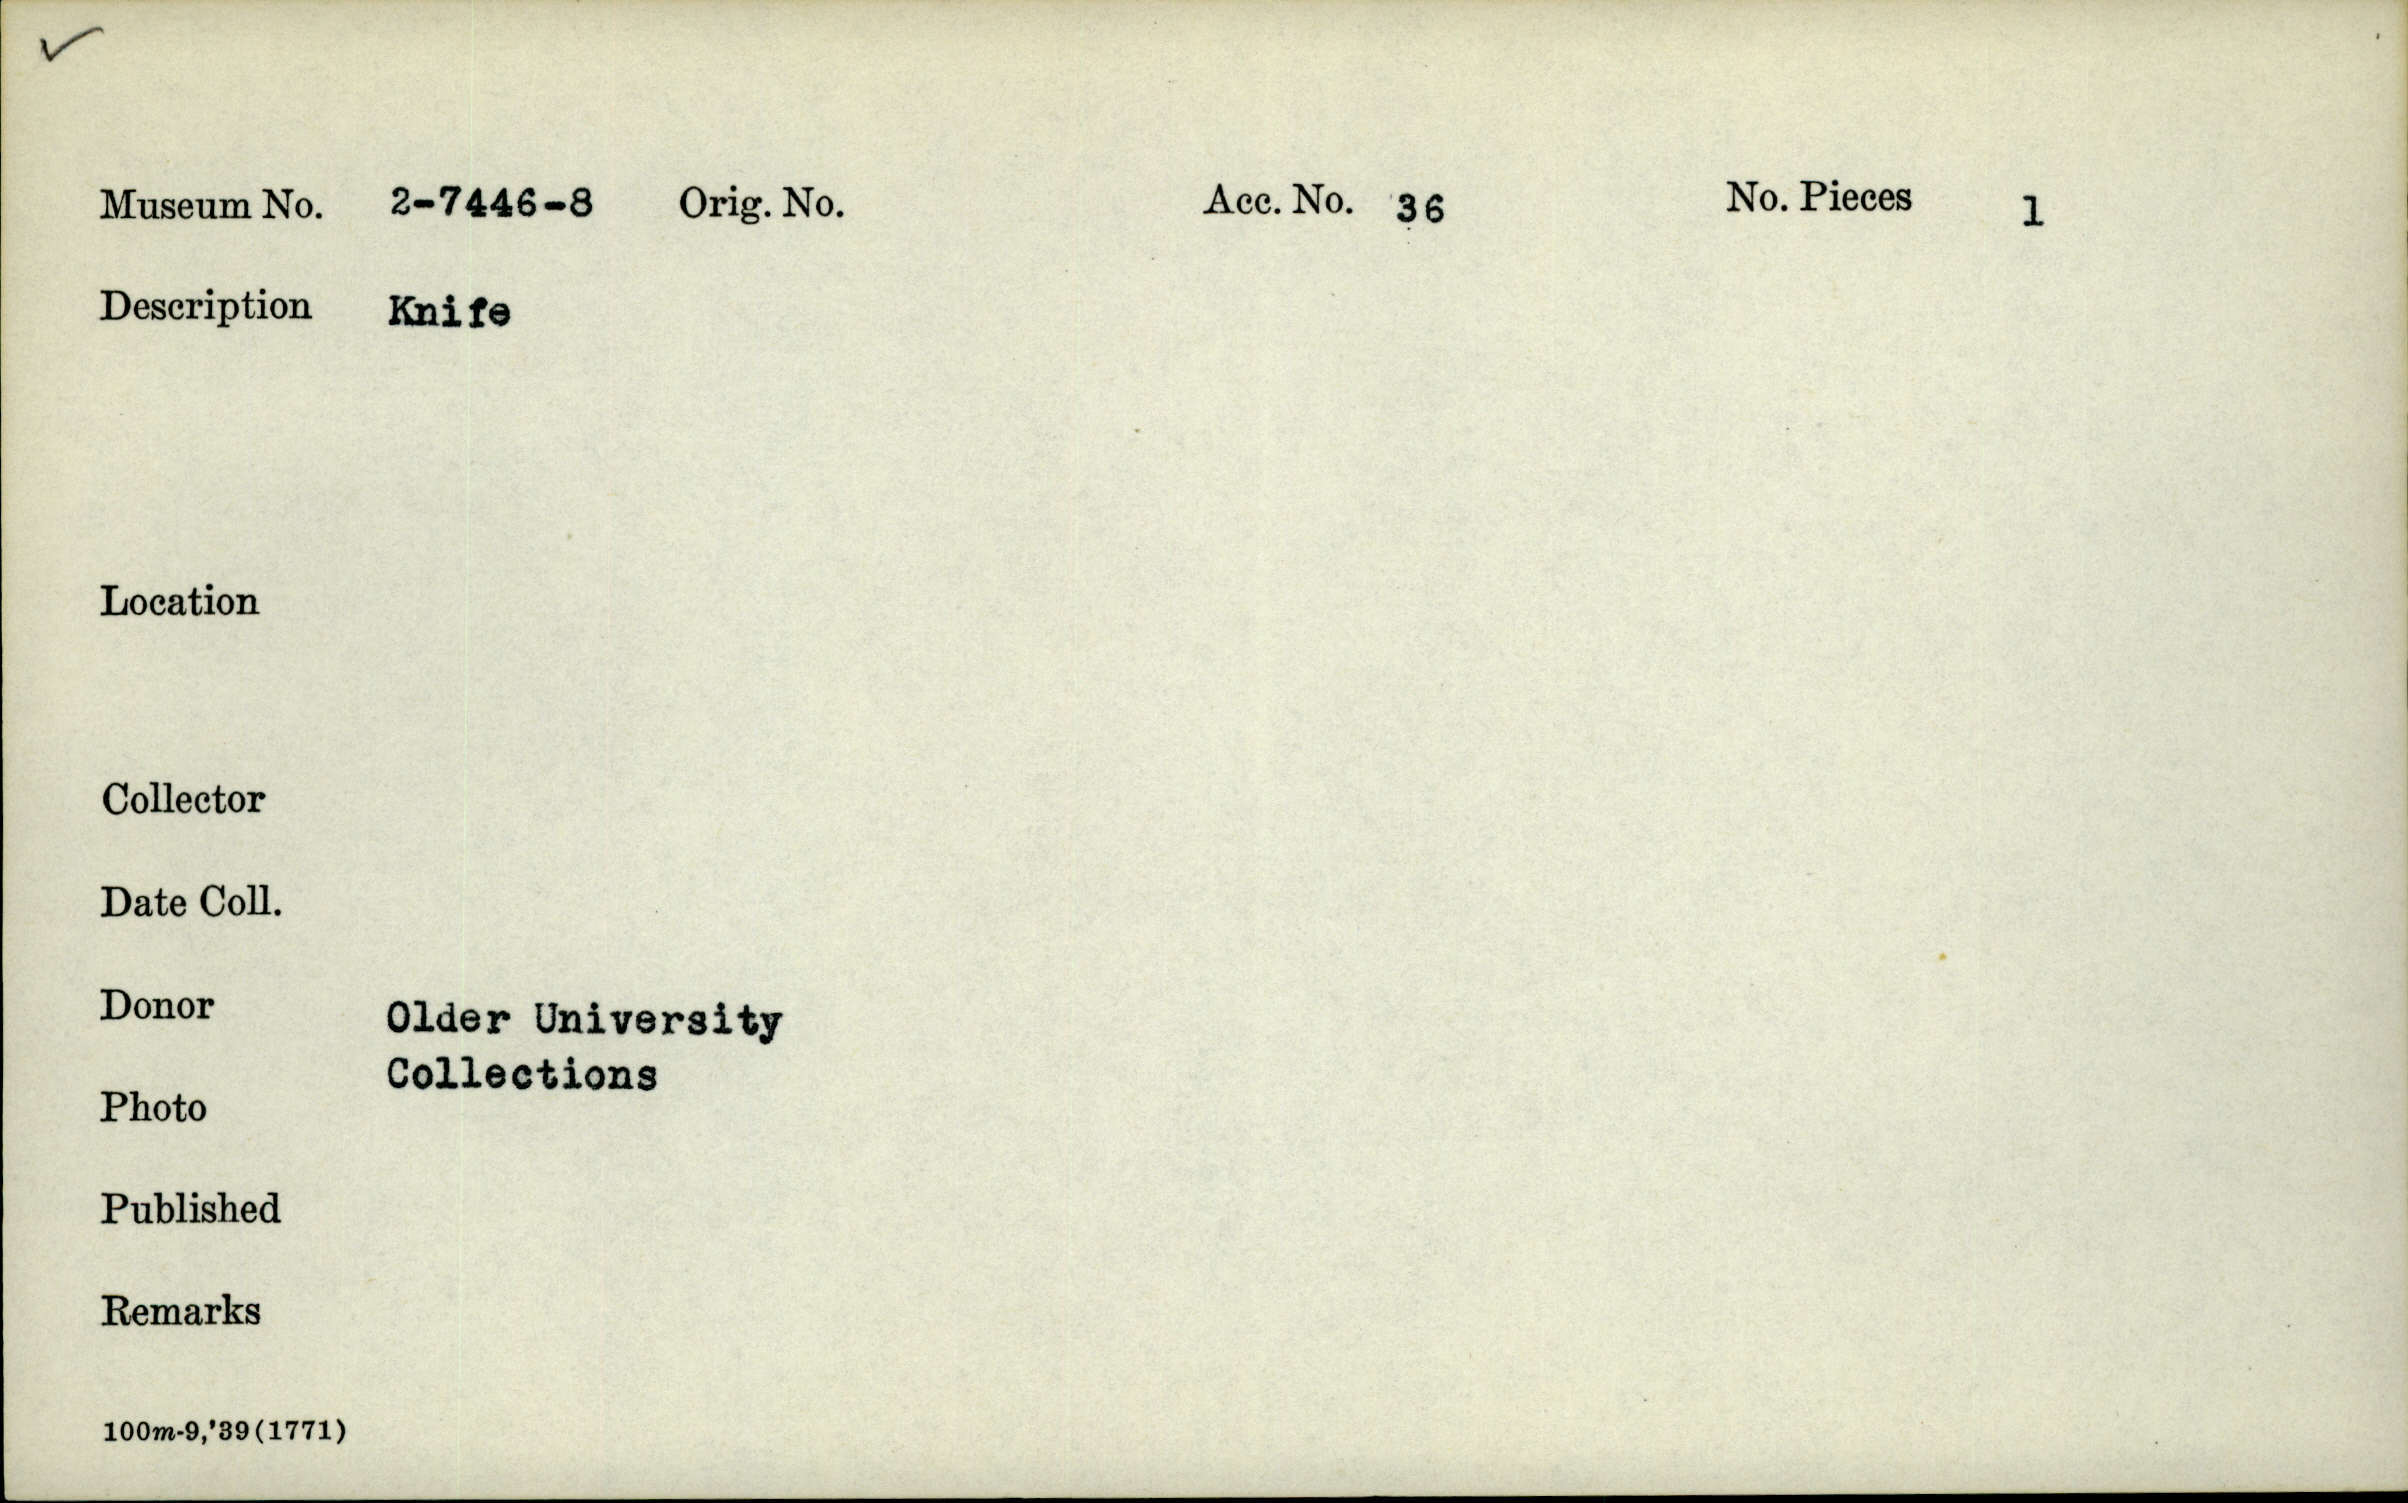 ✓
Museum No. 2-7446-8 Orig. No. Acc. No. 36 No. Pieces 1
Description Knife
Location
Collector
Date Coll.
Donor Older University
Collections
Photo
Published
Remarks
100m-9,'39(1771)